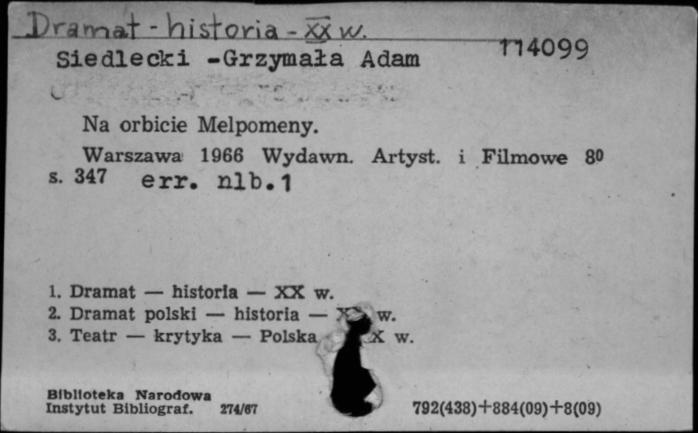 Dramat - historia - XX w.
114099
Siedlecki -Grzymała Adam
Na orbicie Melpomeny.
Warszawa 1966 Wydawn. Artyst. i Filmowe 8⁰
s. 347 err. nlb.1
1. Dramat — historia — XX w.
2. Dramat polski — historia — w.
3. Teatr — krytyka — Polska X w.
Biblioteka Narodowa
Instytut Bibliograf. 274/67
792(438)+884(09)+8(09)